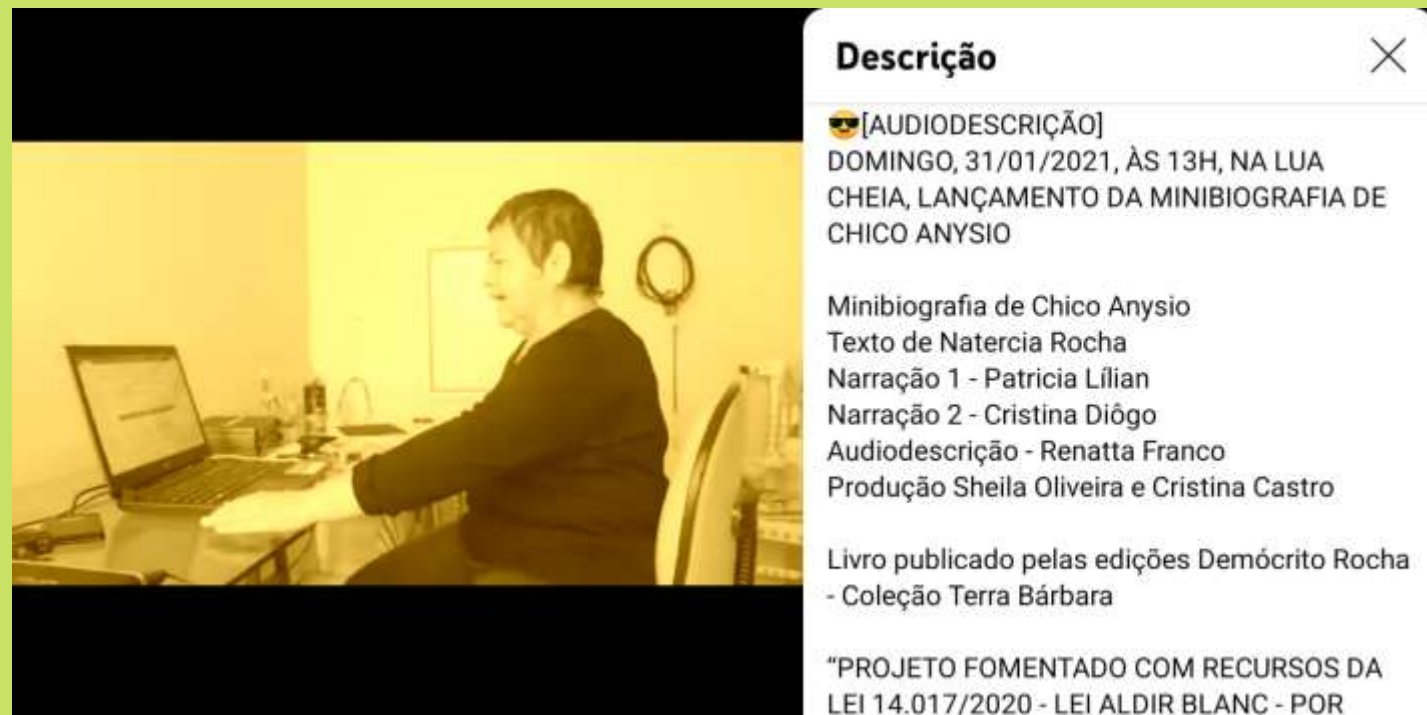 Descrição
😎[AUDIODESCRIÇÃO]
DOMINGO, 31/01/2021, ÀS 13H, NA LUA
CHEIA, LANÇAMENTO DA MINIBIOGRAFIA DE
CHICO ANYSIO
Minibiografia de Chico Anysio
Texto de Natercia Rocha
Narração 1 - Patricia Lílian
Narração 2 - Cristina Diôgo
Audiodescrição - Renatta Franco
Produção Sheila Oliveira e Cristina Castro
Livro publicado pelas edições Demócrito Rocha
- Coleção Terra Bárbara
“PROJETO FOMENTADO COM RECURSOS DA
LEI 14.017/2020 - LEI ALDIR BLANC - POR